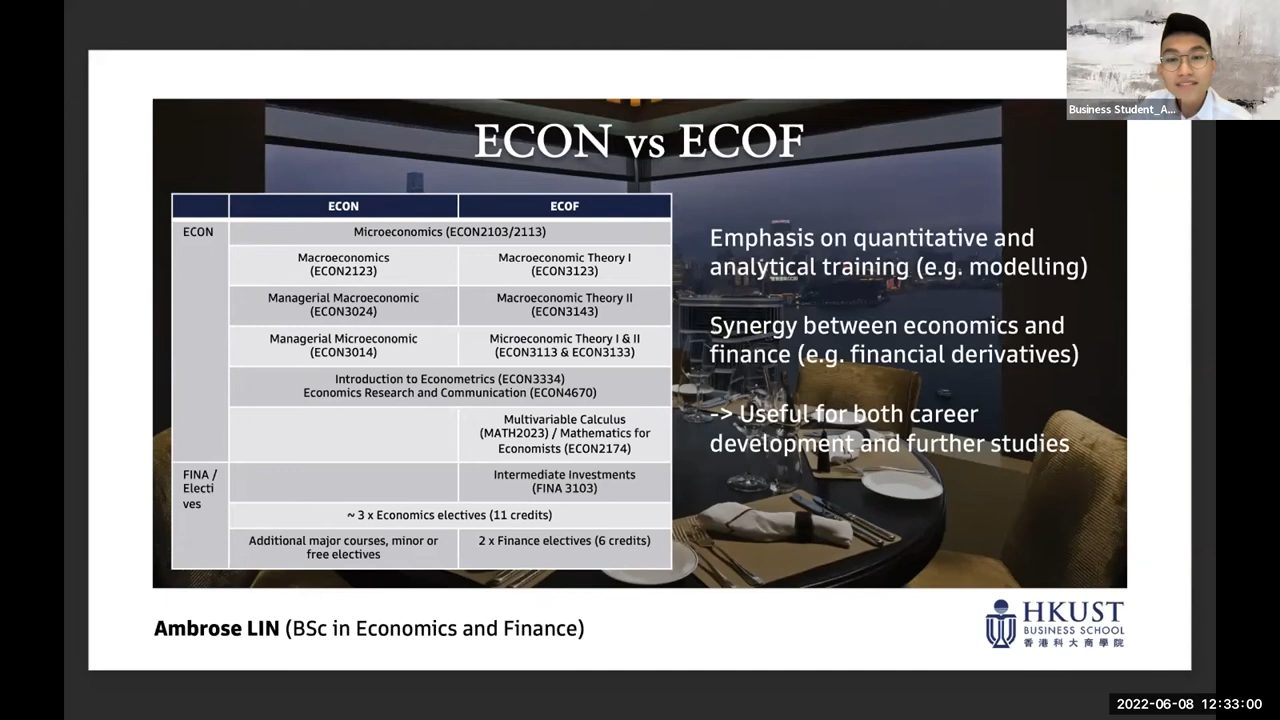 Business Student_A...
ECON vs ECOF
ECON
ECOF
ECON
Microeconomics (ECON2103/2113)
Macroeconomics
(ECON2123)
Macroeconomic Theory I
(ECON3123)
Managerial Macroeconomic
(ECON3024)
Macroeconomic Theory II
(ECON3143)
Managerial Microeconomic
(ECON3014)
Microeconomic Theory I & II
(ECON3113 & ECON3133)
Introduction to Econometrics (ECON3334)
Economics Research and Communication (ECON4670)
Multivariable Calculus
(MATH2023) / Mathematics for
Economists (ECON2174)
FINA /
Electi
ves
Intermediate Investments
(FINA 3103)
~ 3 x Economics electives (11 credits)
Additional major courses, minor or
free electives
2 x Finance electives (6 credits)
Emphasis on quantitative and
analytical training (e.g. modelling)
Synergy between economics and
finance (e.g. financial derivatives)
-> Useful for both career
development and further studies
Ambrose LIN (BSc in Economics and Finance)
HKUST
BUSINESS SCHOOL
香港科大商學院
2022-06-08 12:33:00